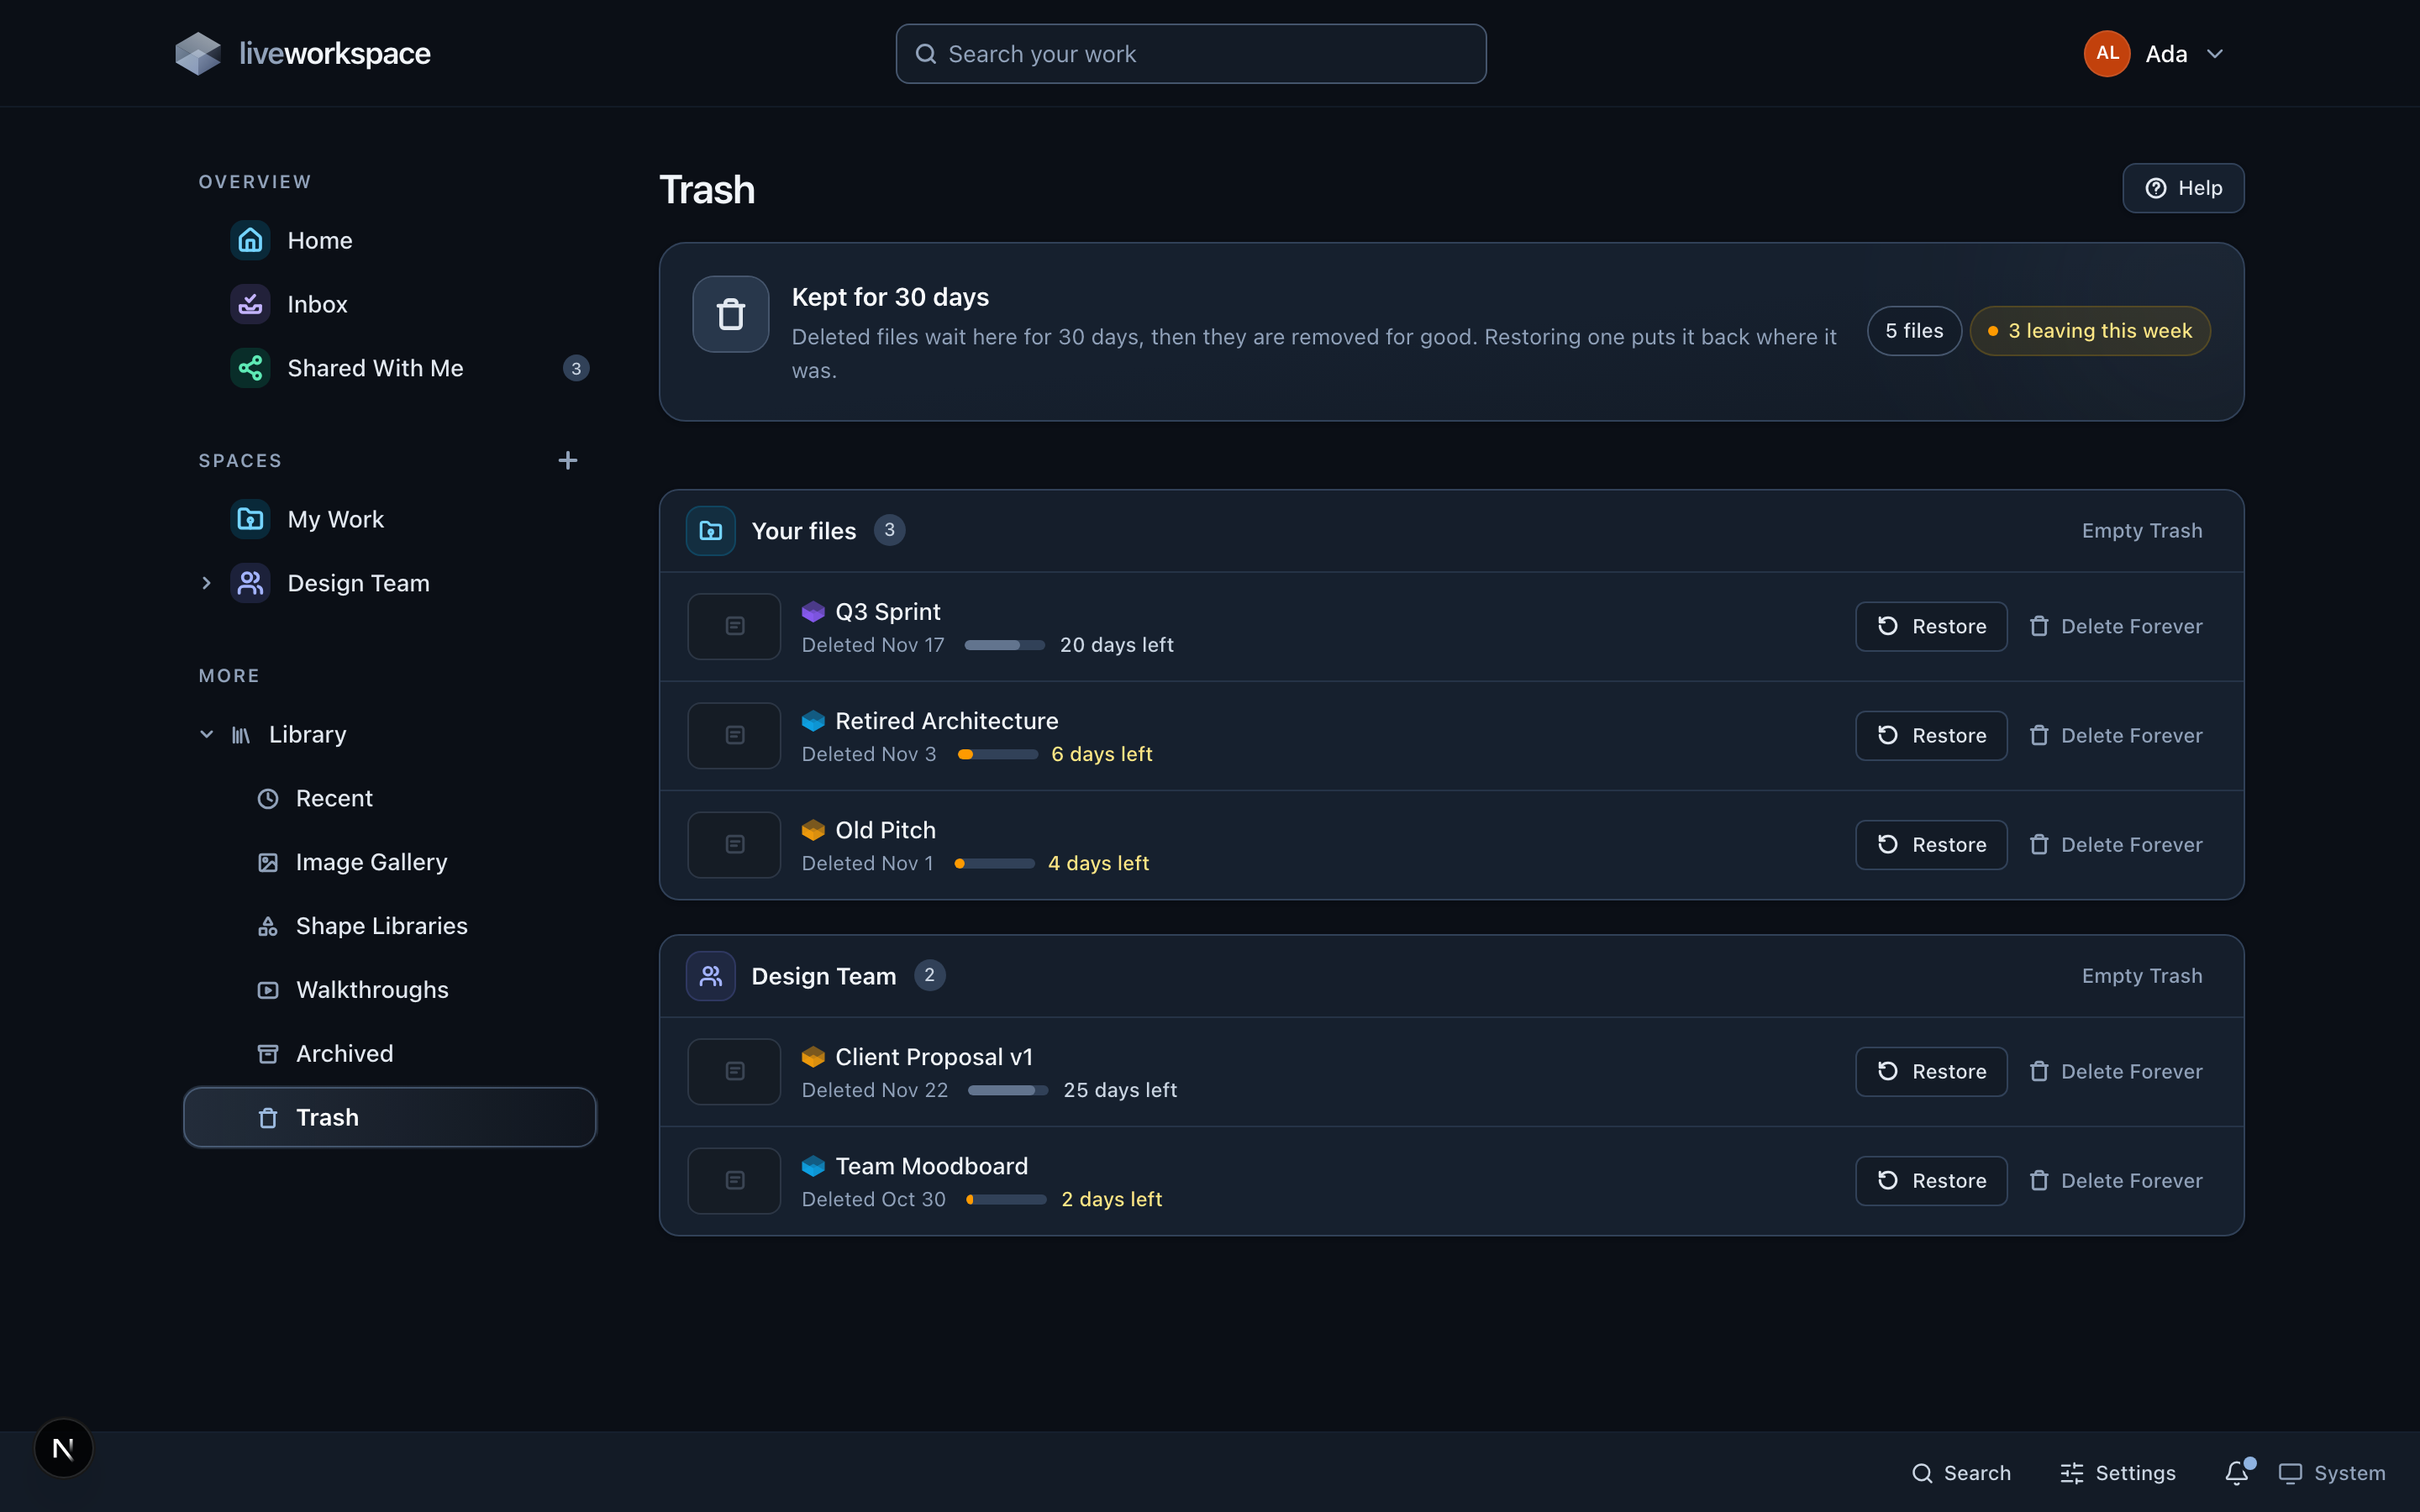 liveworkspace
Search your work
AL
Ada
OVERVIEW
Home
Inbox
Shared With Me
3
SPACES
My Work
Design Team
MORE
Library
Recent
Image Gallery
Shape Libraries
Walkthroughs
Archived
Trash
Trash
Help
Kept for 30 days
Deleted files wait here for 30 days, then they are removed for good. Restoring one puts it back where it
was.
5 files
3 leaving this week
Your files 3
Empty Trash
Q3 Sprint
Deleted Nov 17 20 days left
Restore
Delete Forever
Retired Architecture
Deleted Nov 3 6 days left
Restore
Delete Forever
Old Pitch
Deleted Nov 1 4 days left
Restore
Delete Forever
Design Team 2
Empty Trash
Client Proposal v1
Deleted Nov 22 25 days left
Restore
Delete Forever
Team Moodboard
Deleted Oct 30 2 days left
Restore
Delete Forever
N
Search
Settings
System